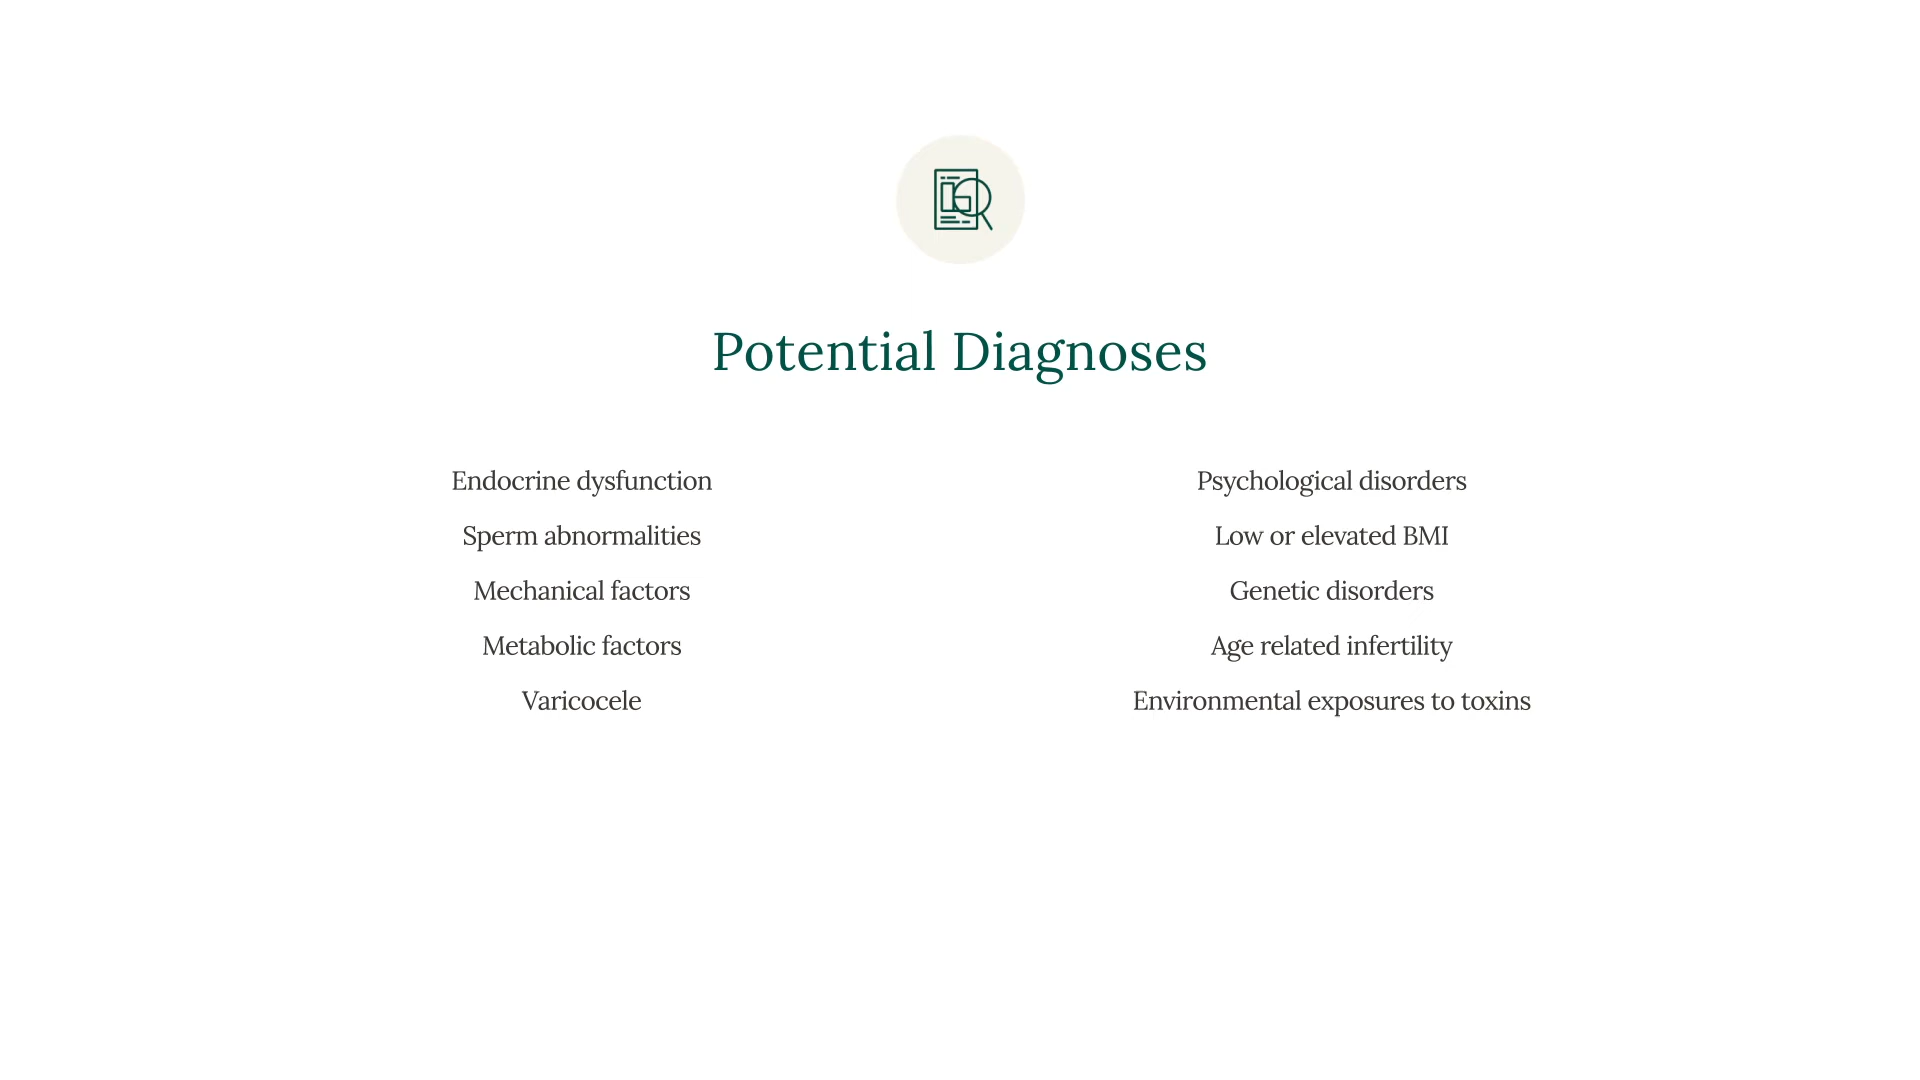 Potential Diagnoses
Endocrine dysfunction
Sperm abnormalities
Mechanical factors
Metabolic factors
Varicocele
Psychological disorders
Low or elevated BMI
Genetic disorders
Age related infertility
Environmental exposures to toxins